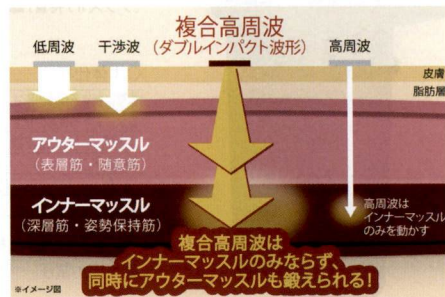 複合高周波
(ダブルインパクト波形)
低周波
干渉波
高周波
皮膚
脂肪層
アウターマッスル
(表層筋・随意筋)
インナーマッスル
(深層筋・姿勢保持筋)
高周波は
インナーマッスル
のみを動かす
複合高周波は
インナーマッスルのみならず、
同時にアウターマッスルも鍛えられる!
※イメージ図